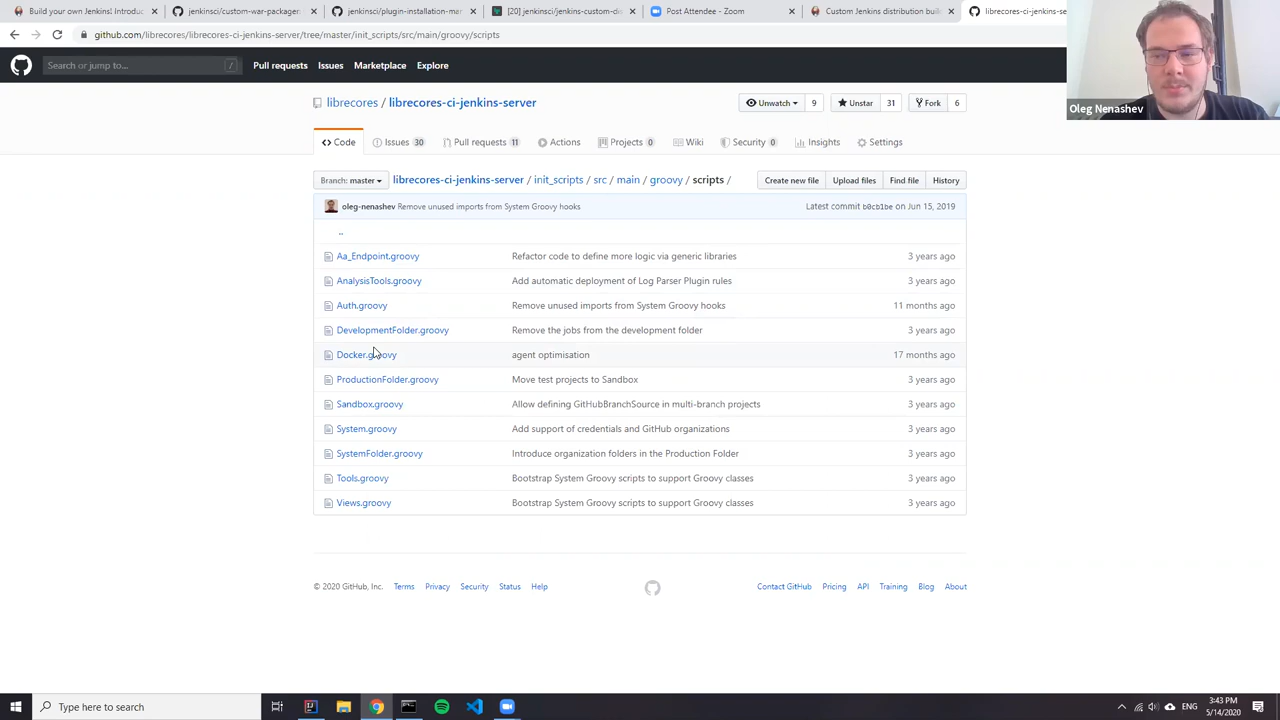 Build your own Jenkins! Introduc
jenkinsci/custom-war-packager
jenkinsci/plugin-installation-ma
[20] jenkinsci/jenkins-custom-di
Post Attendee - Zoom
Custom Jenkins distribution buil
librecores-ci-jenkins-se
github.com/librecores/librecores-ci-jenkins-server/tree/master/init_scripts/src/main/groovy/scripts
Search or jump to...
/
Pull requests
Issues
Marketplace
Explore
Oleg Nenashev
librecores / librecores-ci-jenkins-server
Unwatch 9
Unstar 31
Fork 6
Code
Issues 30
Pull requests 11
Actions
Projects 0
Wiki
Security 0
Insights
Settings
Branch: master
librecores-ci-jenkins-server / init_scripts / src / main / groovy / scripts /
Create new file
Upload files
Find file
History
oleg-nenashev Remove unused imports from System Groovy hooks
Latest commit b0cb1be on Jun 15, 2019
..
Aa_Endpoint.groovy Refactor code to define more logic via generic libraries 3 years ago
AnalysisTools.groovy Add automatic deployment of Log Parser Plugin rules 3 years ago
Auth.groovy Remove unused imports from System Groovy hooks 11 months ago
DevelopmentFolder.groovy Remove the jobs from the development folder 3 years ago
Docker.groovy agent optimisation 17 months ago
ProductionFolder.groovy Move test projects to Sandbox 3 years ago
Sandbox.groovy Allow defining GitHubBranchSource in multi-branch projects 3 years ago
System.groovy Add support of credentials and GitHub organizations 3 years ago
SystemFolder.groovy Introduce organization folders in the Production Folder 3 years ago
Tools.groovy Bootstrap System Groovy scripts to support Groovy classes 3 years ago
Views.groovy Bootstrap System Groovy scripts to support Groovy classes 3 years ago
© 2020 GitHub, Inc.
Terms
Privacy
Security
Status
Help
Contact GitHub
Pricing
API
Training
Blog
About
Type here to search
3:43 PM
5/14/2020